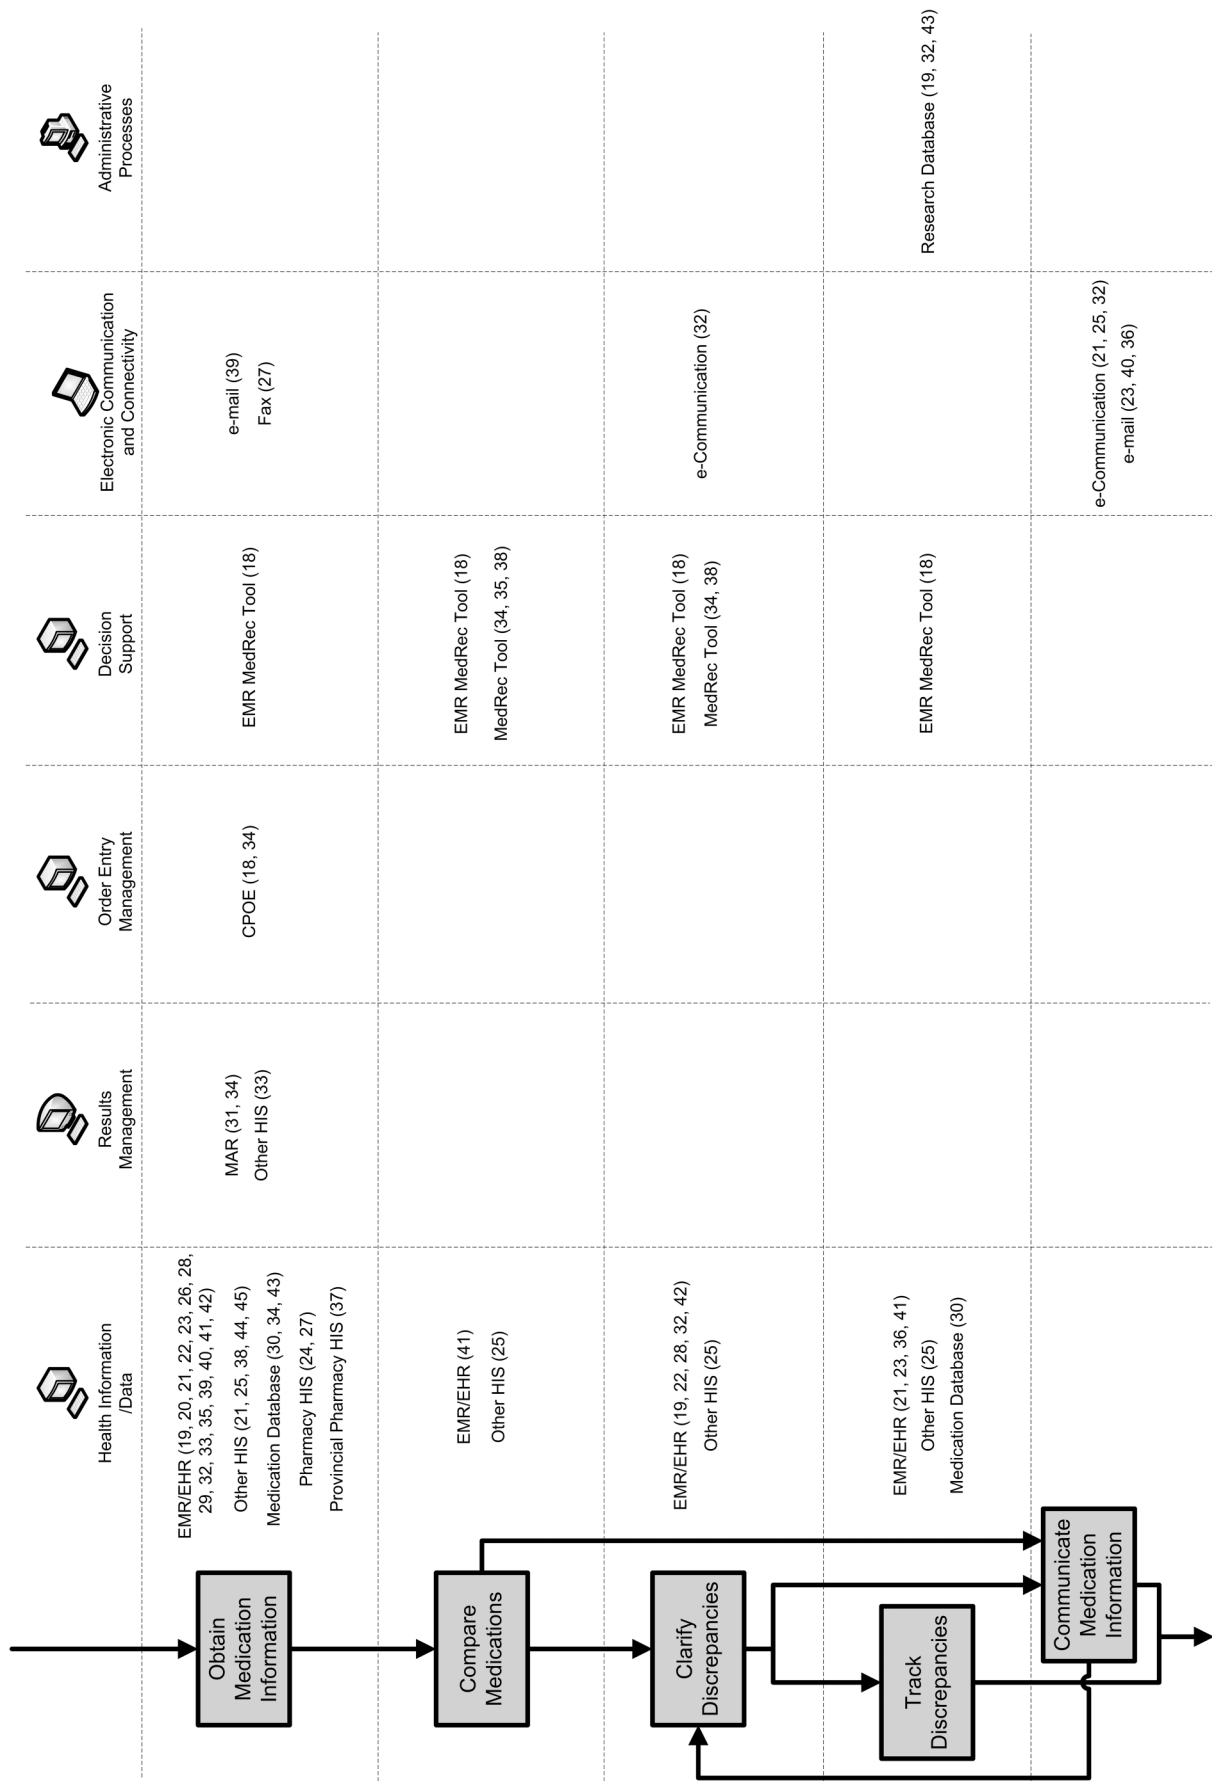 Health Information
/Data
Results
Management
Order Entry
Management
Decision
Support
Electronic Communication
and Connectivity
Administrative
Processes
Obtain
Medication
Information
EMR/EHR (19, 20, 21, 22, 23, 26, 28,
29, 32, 33, 35, 39, 40, 41, 42)
Other HIS (21, 25, 38, 44, 45)
Medication Database (30, 34, 43)
Pharmacy HIS (24, 27)
Provincial Pharmacy HIS (37)
MAR (31, 34)
Other HIS (33)
CPOE (18, 34)
EMR MedRec Tool (18)
e-mail (39)
Fax (27)
Compare
Medications
EMR/EHR (41)
Other HIS (25)
EMR MedRec Tool (18)
MedRec Tool (34, 35, 38)
Clarify
Discrepancies
EMR/EHR (19, 22, 28, 32, 42)
Other HIS (25)
EMR MedRec Tool (18)
MedRec Tool (34, 38)
e-Communication (32)
Track
Discrepancies
EMR/EHR (21, 23, 36, 41)
Other HIS (25)
Medication Database (30)
EMR MedRec Tool (18)
Research Database (19, 32, 43)
Communicate
Medication
Information
e-Communication (21, 25, 32)
e-mail (23, 40, 36)